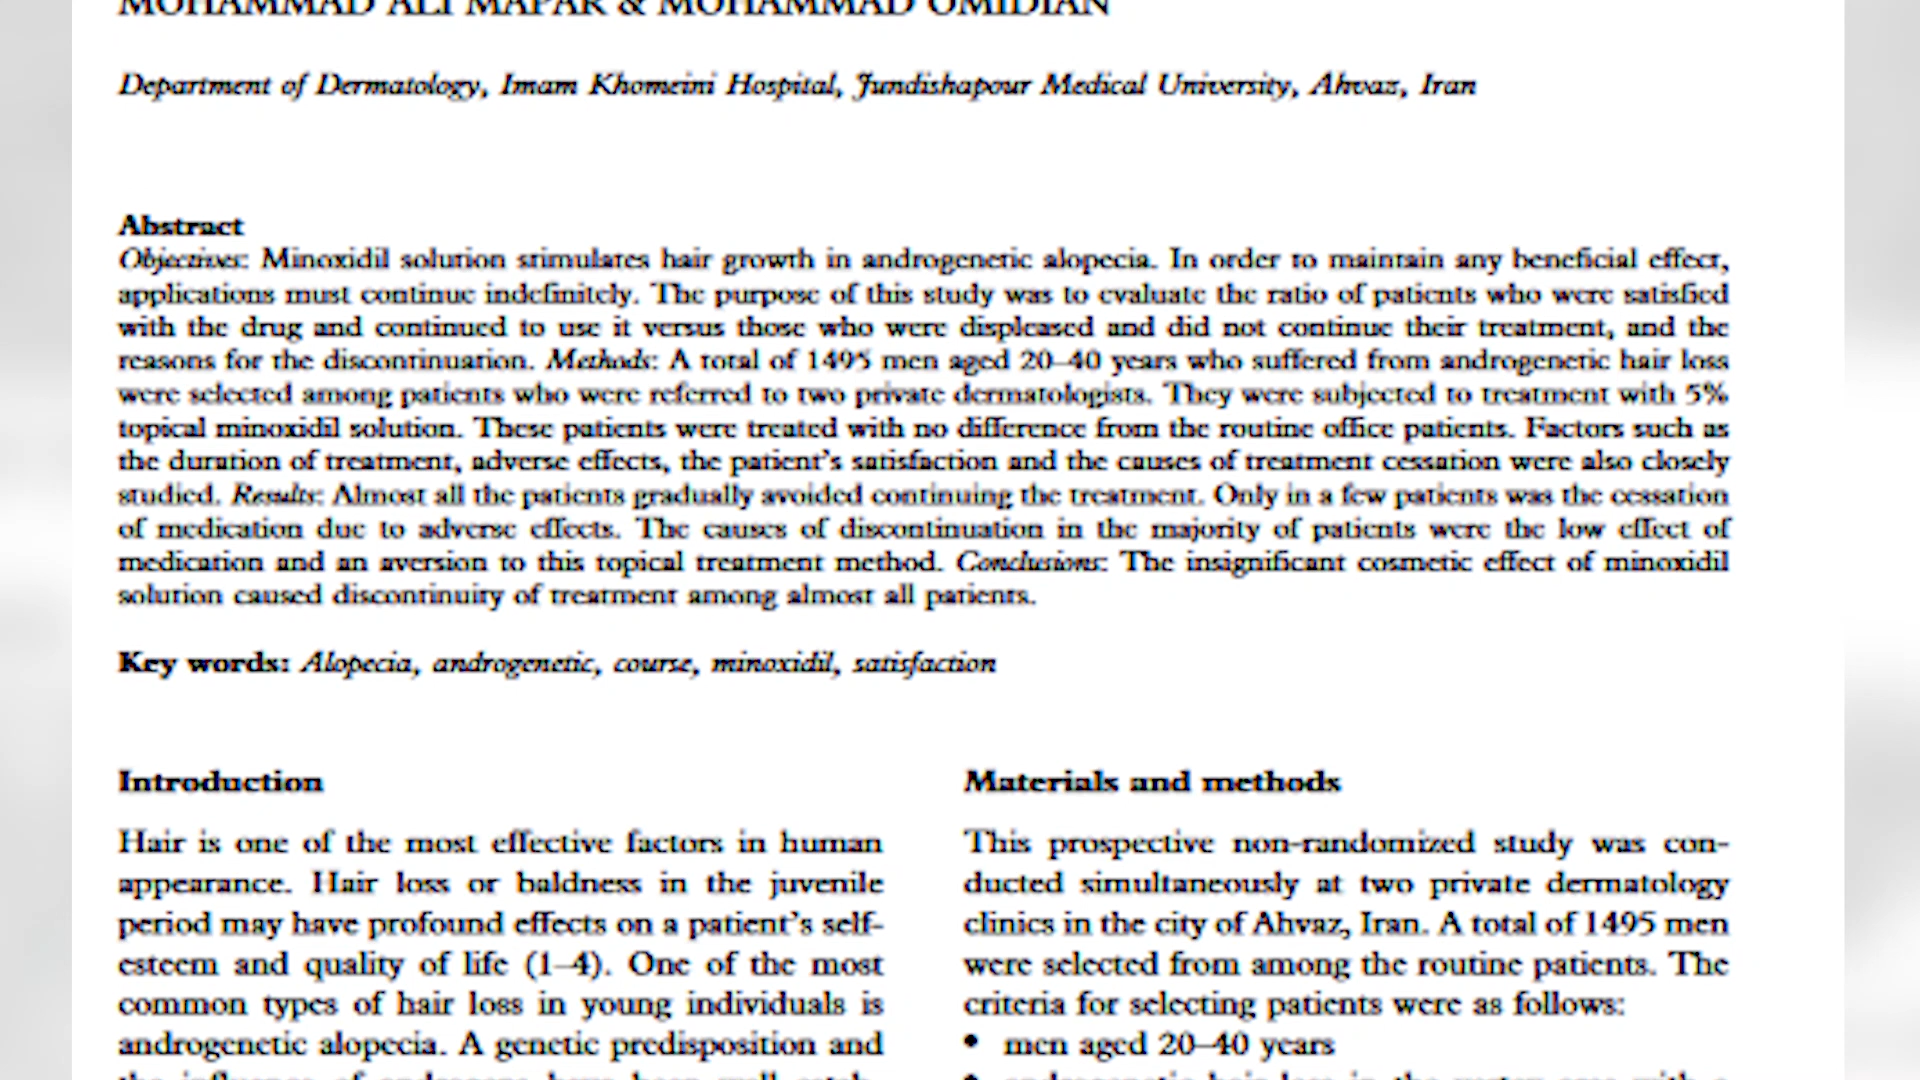 MOHAMMAD ALI MAPAR & MOHAMMAD OMIDIAN
Department of Dermatology, Imam Khomeini Hospital, Jundishapour Medical University, Ahvaz, Iran
Abstract
Objectives: Minoxidil solution stimulates hair growth in androgenetic alopecia. In order to maintain any beneficial effect,
applications must continue indefinitely. The purpose of this study was to evaluate the ratio of patients who were satisfied
with the drug and continued to use it versus those who were displeased and did not continue their treatment, and the
reasons for the discontinuation. Methods: A total of 1495 men aged 20–40 years who suffered from androgenetic hair loss
were selected among patients who were referred to two private dermatologists. They were subjected to treatment with 5%
topical minoxidil solution. These patients were treated with no difference from the routine office patients. Factors such as
the duration of treatment, adverse effects, the patient's satisfaction and the causes of treatment cessation were also closely
studied. Results: Almost all the patients gradually avoided continuing the treatment. Only in a few patients was the cessation
of medication due to adverse effects. The causes of discontinuation in the majority of patients were the low effect of
medication and an aversion to this topical treatment method. Conclusions: The insignificant cosmetic effect of minoxidil
solution caused discontinuity of treatment among almost all patients.
Key words: Alopecia, androgenetic, course, minoxidil, satisfaction
Introduction
Hair is one of the most effective factors in human
appearance. Hair loss or baldness in the juvenile
period may have profound effects on a patient's self-
esteem and quality of life (1–4). One of the most
common types of hair loss in young individuals is
androgenetic alopecia. A genetic predisposition and
Materials and methods
This prospective non-randomized study was con-
ducted simultaneously at two private dermatology
clinics in the city of Ahvaz, Iran. A total of 1495 men
were selected from among the routine patients. The
criteria for selecting patients were as follows:
• men aged 20–40 years